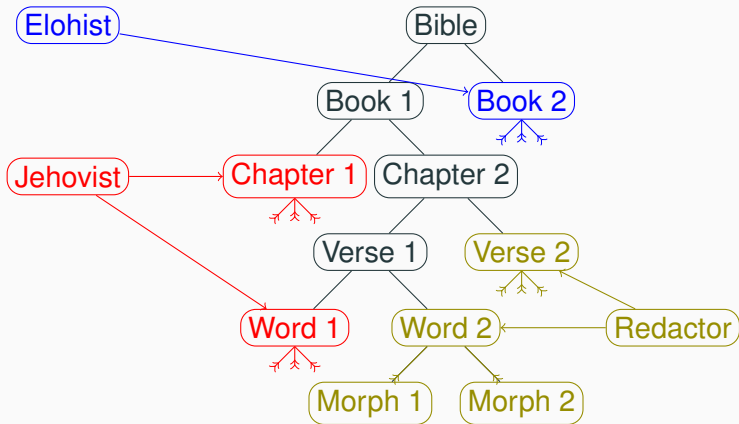 Elohist
Bible
Book 1
Book 2
Jehovist
Chapter 1
Chapter 2
Verse 1
Verse 2
Word 1
Word 2
Redactor
Morph 1
Morph 2